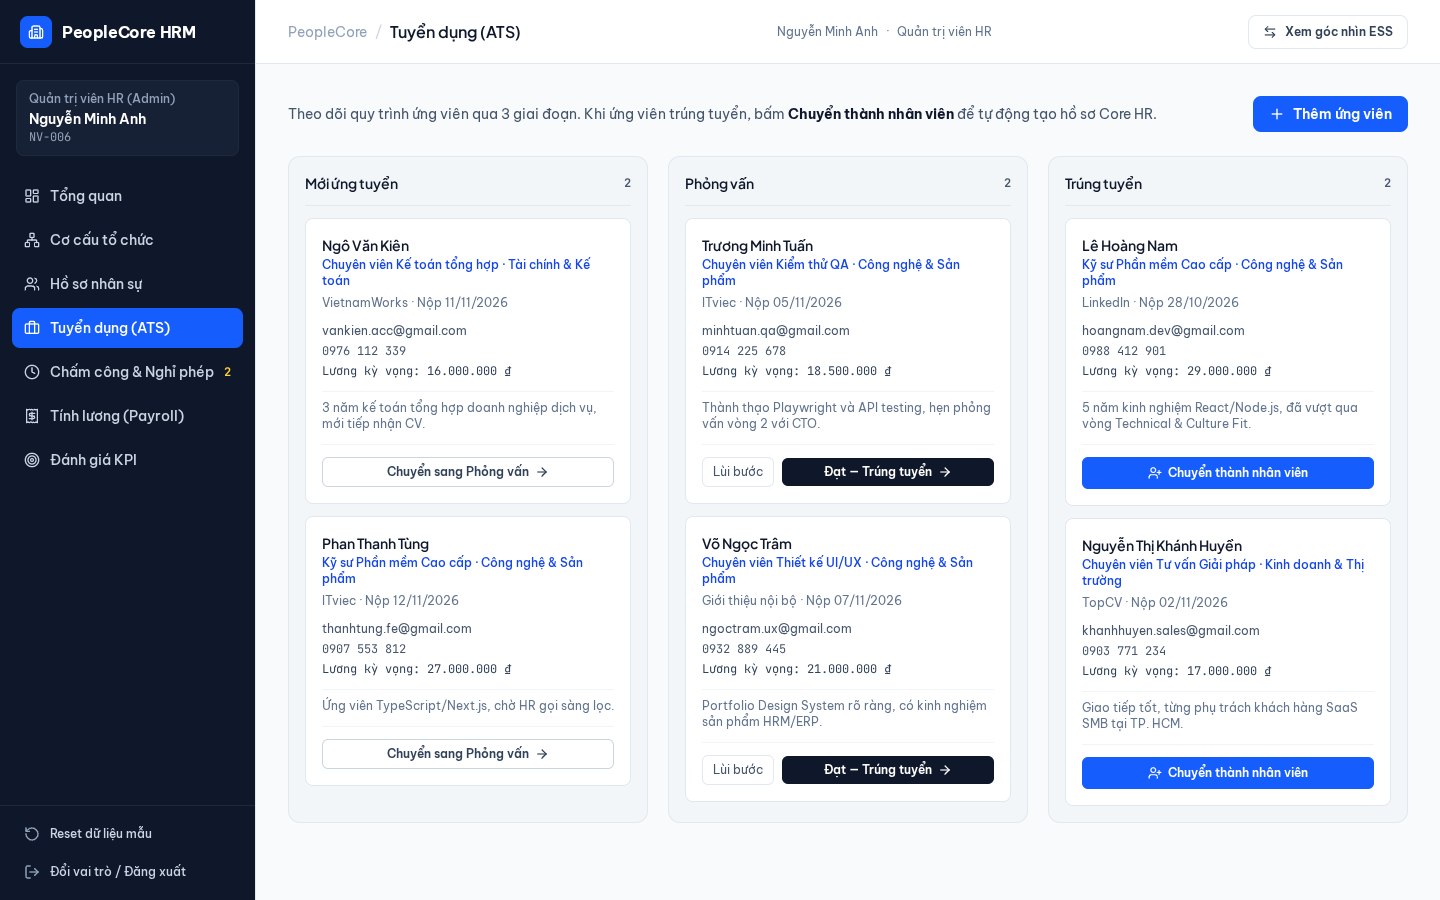 PeopleCore HRM
Quản trị viên HR (Admin)
Nguyễn Minh Anh
NV-006
Tổng quan
Cơ cấu tổ chức
Hồ sơ nhân sự
Tuyển dụng (ATS)
Chấm công & Nghỉ phép 2
Tính lương (Payroll)
Đánh giá KPI
Reset dữ liệu mẫu
Đổi vai trò / Đăng xuất
PeopleCore / Tuyển dụng (ATS)
Nguyễn Minh Anh · Quản trị viên HR
Xem góc nhìn ESS
Theo dõi quy trình ứng viên qua 3 giai đoạn. Khi ứng viên trúng tuyển, bấm Chuyển thành nhân viên để tự động tạo hồ sơ Core HR.
Thêm ứng viên
Mới ứng tuyển 2
Ngô Văn Kiên
Chuyên viên Kế toán tổng hợp · Tài chính & Kế
toán
VietnamWorks · Nộp 11/11/2026
vankien.acc@gmail.com
0976 112 339
Lương kỳ vọng: 16.000.000 ₫
3 năm kế toán tổng hợp doanh nghiệp dịch vụ,
mới tiếp nhận CV.
Chuyển sang Phỏng vấn
Phan Thanh Tùng
Kỹ sư Phần mềm Cao cấp · Công nghệ & Sản
phẩm
ITviec · Nộp 12/11/2026
thanhtung.fe@gmail.com
0907 553 812
Lương kỳ vọng: 27.000.000 ₫
Ứng viên TypeScript/Next.js, chờ HR gọi sàng lọc.
Chuyển sang Phỏng vấn
Phỏng vấn 2
Trương Minh Tuấn
Chuyên viên Kiểm thử QA · Công nghệ & Sản
phẩm
ITviec · Nộp 05/11/2026
minhtuan.qa@gmail.com
0914 225 678
Lương kỳ vọng: 18.500.000 ₫
Thành thạo Playwright và API testing, hẹn phỏng
vấn vòng 2 với CTO.
Lùi bước
Đạt — Trúng tuyển
Võ Ngọc Trâm
Chuyên viên Thiết kế UI/UX · Công nghệ & Sản
phẩm
Giới thiệu nội bộ · Nộp 07/11/2026
ngoctram.ux@gmail.com
0932 889 445
Lương kỳ vọng: 21.000.000 ₫
Portfolio Design System rõ ràng, có kinh nghiệm
sản phẩm HRM/ERP.
Lùi bước
Đạt — Trúng tuyển
Trúng tuyển 2
Lê Hoàng Nam
Kỹ sư Phần mềm Cao cấp · Công nghệ & Sản
phẩm
LinkedIn · Nộp 28/10/2026
hoangnam.dev@gmail.com
0988 412 901
Lương kỳ vọng: 29.000.000 ₫
5 năm kinh nghiệm React/Node.js, đã vượt qua
vòng Technical & Culture Fit.
Chuyển thành nhân viên
Nguyễn Thị Khánh Huyền
Chuyên viên Tư vấn Giải pháp · Kinh doanh & Thị
trường
TopCV · Nộp 02/11/2026
khanhhuyen.sales@gmail.com
0903 771 234
Lương kỳ vọng: 17.000.000 ₫
Giao tiếp tốt, từng phụ trách khách hàng SaaS
SMB tại TP. HCM.
Chuyển thành nhân viên